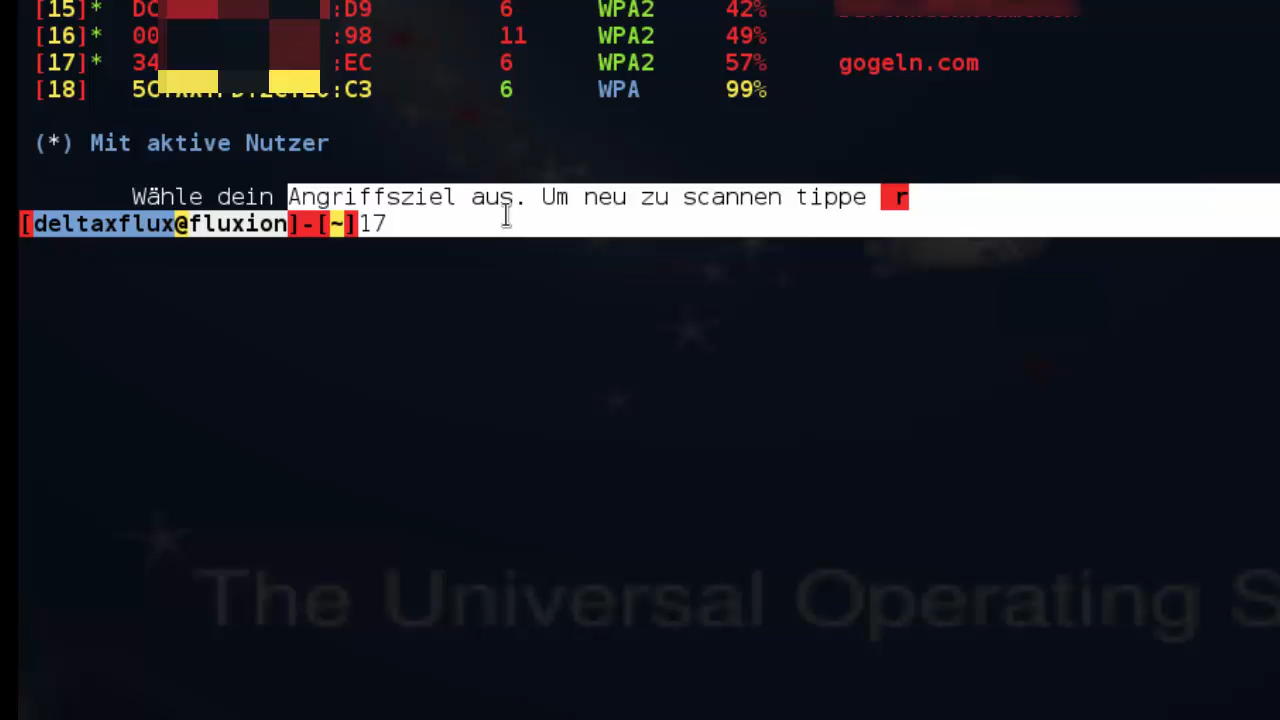 [15]* DC :D9 6 WPA2 42%
[16]* 00 :98 11 WPA2 49%
[17]* 34 :EC 6 WPA2 57% gogeln.com
[18] 5C :C3 6 WPA 99%
(*) Mit aktive Nutzer
Wähle dein Angriffsziel aus. Um neu zu scannen tippe r
[deltaxflux@fluxion]-[~]17
The Universal Operating S